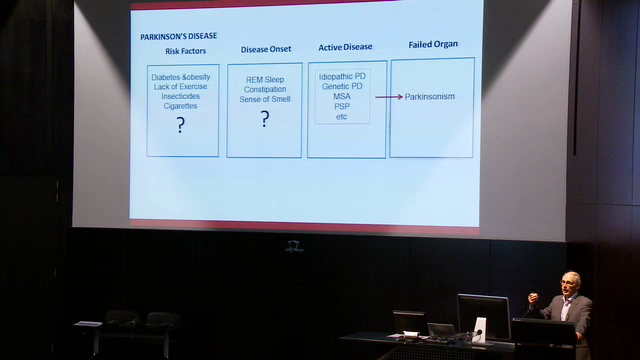 PARKINSON'S DISEASE
Risk Factors
Disease Onset
Active Disease
Failed Organ
Diabetes &obesity
Lack of Exercise
Insecticides
Cigarettes
?
REM Sleep
Constipation
Sense of Smell
?
Idiopathic PD
Genetic PD
MSA
PSP
etc
Parkinsonism